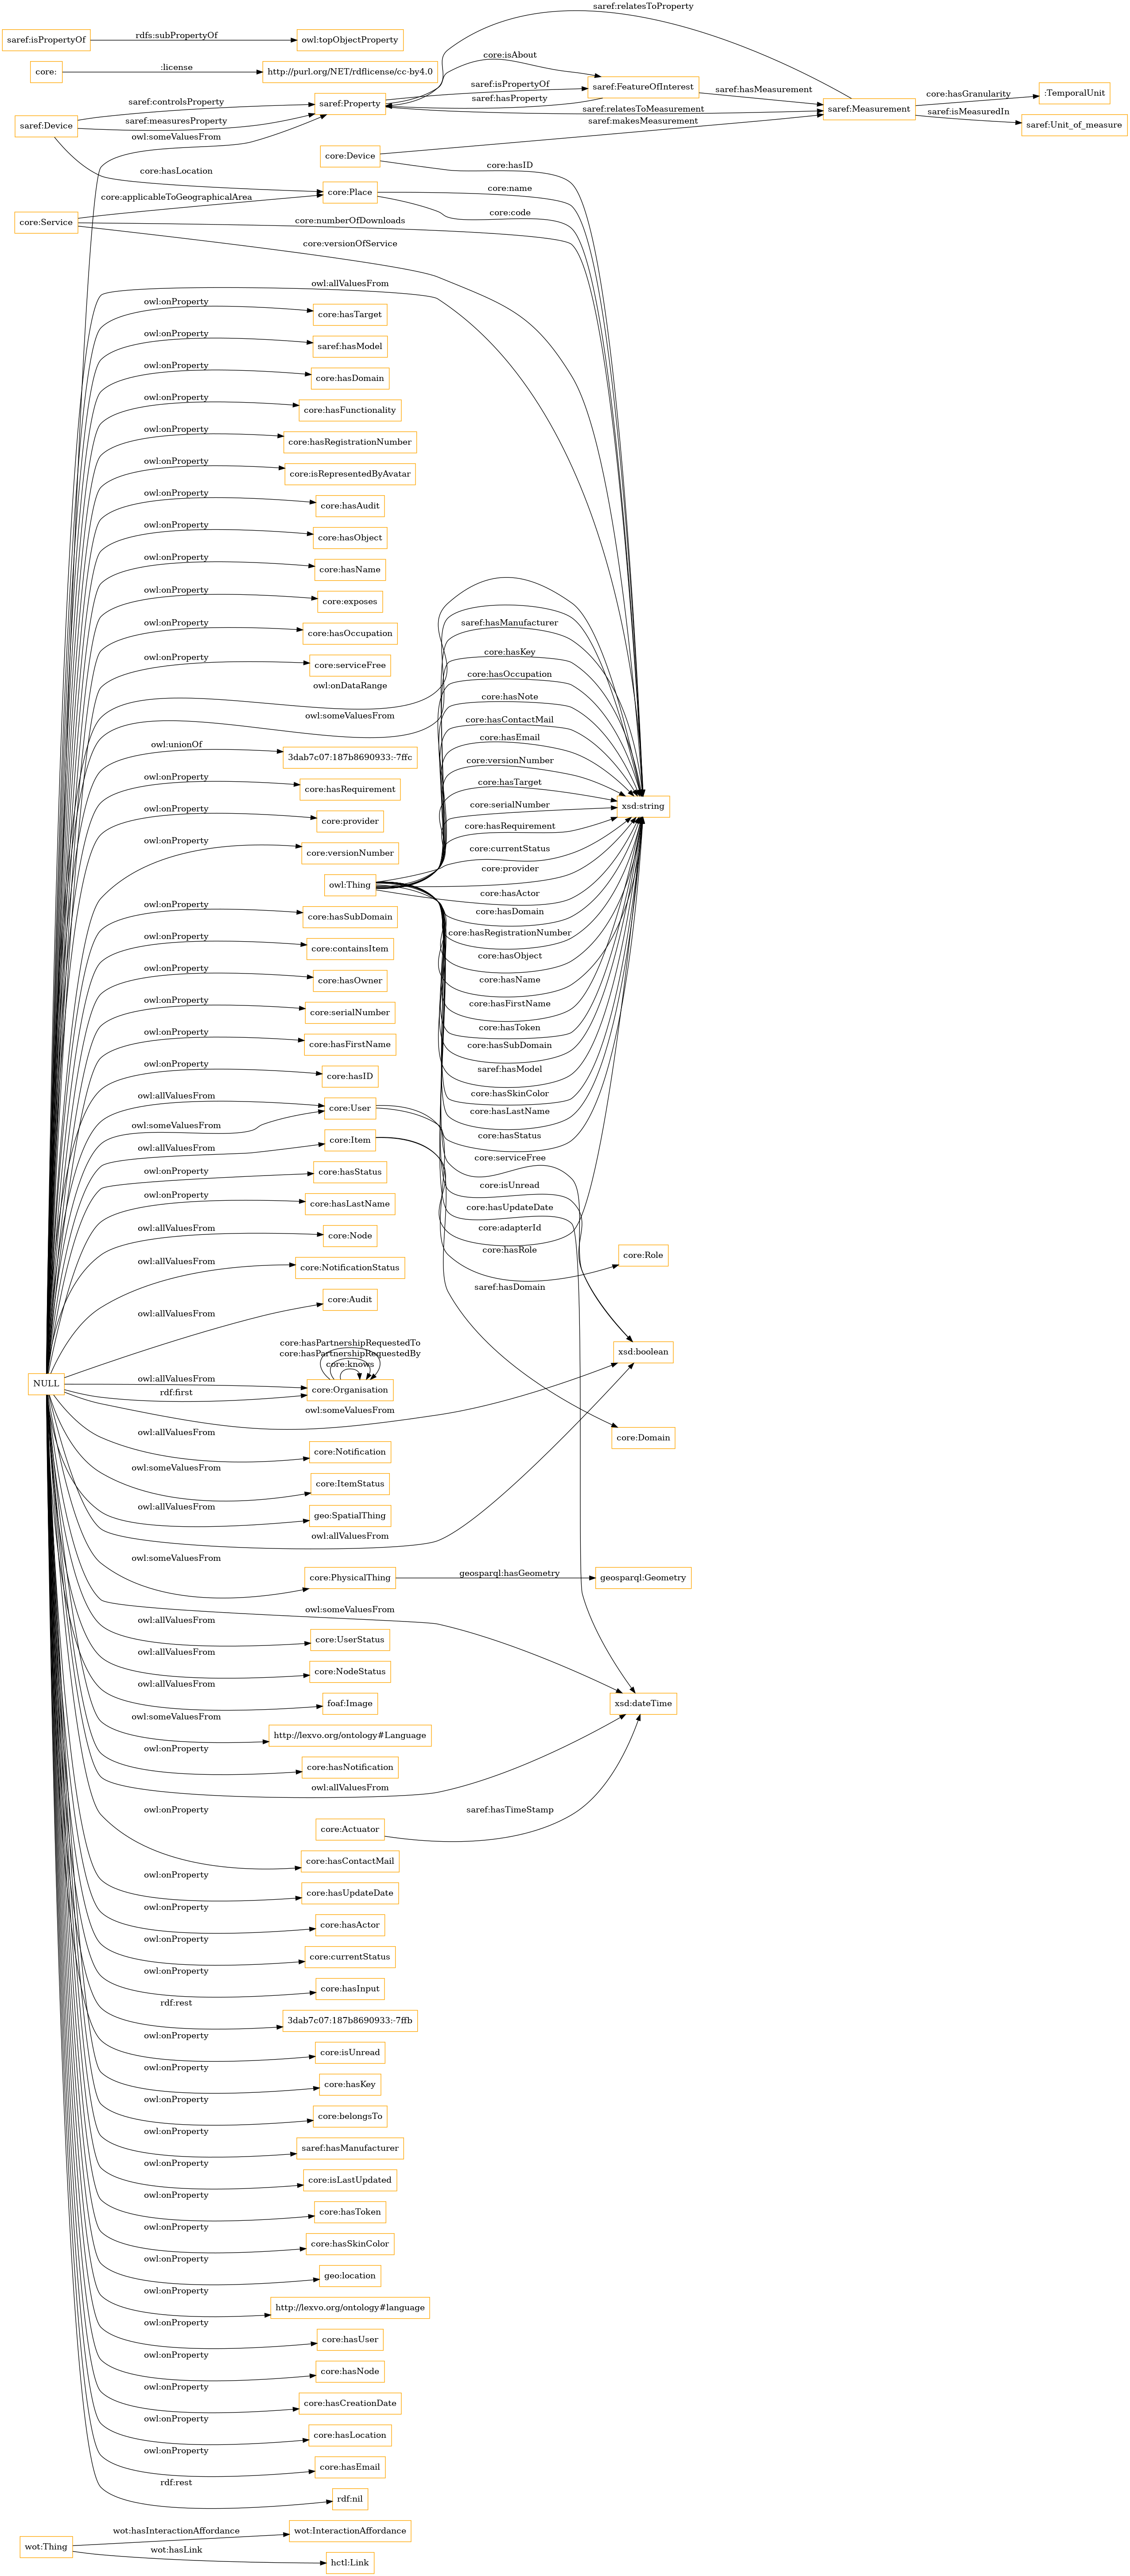 saref:relatesToProperty
saref:isPropertyOf
rdfs:subPropertyOf
owl:topObjectProperty
core:isAbout
core:
:license
http://purl.org/NET/rdflicense/cc-by4.0
saref:isPropertyOf
saref:FeatureOfInterest
saref:hasMeasurement
core:hasGranularity
:TemporalUnit
saref:controlsProperty
saref:Property
saref:hasProperty
saref:relatesToMeasurement
saref:Measurement
saref:isMeasuredIn
saref:Unit_of_measure
saref:Device
saref:measuresProperty
saref:makesMeasurement
owl:someValuesFrom
core:Device
core:hasID
core:hasLocation
core:applicableToGeographicalArea
core:Place
core:name
core:code
core:Service
core:numberOfDownloads
core:versionOfService
owl:allValuesFrom
owl:onProperty
core:hasTarget
owl:onProperty
saref:hasModel
owl:onProperty
core:hasDomain
owl:onProperty
core:hasFunctionality
owl:onProperty
core:hasRegistrationNumber
owl:onProperty
core:isRepresentedByAvatar
owl:onProperty
core:hasAudit
owl:onProperty
core:hasObject
owl:onProperty
core:hasName
owl:onProperty
core:exposes
owl:onProperty
core:hasOccupation
owl:onProperty
core:serviceFree
owl:onDataRange
owl:someValuesFrom
saref:hasManufacturer
core:hasKey
core:hasOccupation
core:hasNote
core:hasContactMail
core:hasEmail
core:versionNumber
core:hasTarget
core:serialNumber
core:hasRequirement
core:currentStatus
core:provider
core:hasActor
core:hasDomain
core:hasRegistrationNumber
core:hasObject
core:hasName
core:hasFirstName
core:hasToken
core:hasSubDomain
saref:hasModel
core:hasSkinColor
core:hasLastName
core:hasStatus
core:serviceFree
core:isUnread
core:hasUpdateDate
core:adapterId
core:hasRole
saref:hasDomain
xsd:string
owl:unionOf
3dab7c07:187b8690933:-7ffc
owl:onProperty
core:hasRequirement
owl:onProperty
core:provider
owl:onProperty
core:versionNumber
owl:Thing
owl:onProperty
core:hasSubDomain
owl:onProperty
core:containsItem
owl:onProperty
core:hasOwner
owl:onProperty
core:serialNumber
owl:onProperty
core:hasFirstName
owl:onProperty
core:hasID
owl:allValuesFrom
core:User
owl:someValuesFrom
owl:allValuesFrom
core:Item
owl:onProperty
core:hasStatus
owl:onProperty
core:hasLastName
owl:allValuesFrom
core:Node
owl:allValuesFrom
core:NotificationStatus
core:Role
owl:allValuesFrom
core:Audit
core:hasPartnershipRequestedTo
core:hasPartnershipRequestedBy
core:knows
xsd:boolean
NULL
owl:allValuesFrom
rdf:first
core:Organisation
owl:someValuesFrom
owl:allValuesFrom
core:Notification
core:Domain
owl:someValuesFrom
core:ItemStatus
owl:allValuesFrom
geo:SpatialThing
owl:allValuesFrom
owl:someValuesFrom
core:PhysicalThing
geosparql:hasGeometry
geosparql:Geometry
owl:someValuesFrom
owl:allValuesFrom
core:UserStatus
owl:allValuesFrom
core:NodeStatus
owl:allValuesFrom
foaf:Image
xsd:dateTime
owl:someValuesFrom
http://lexvo.org/ontology#Language
owl:onProperty
core:hasNotification
owl:allValuesFrom
owl:onProperty
core:Actuator
saref:hasTimeStamp
core:hasContactMail
owl:onProperty
core:hasUpdateDate
owl:onProperty
core:hasActor
owl:onProperty
core:currentStatus
owl:onProperty
core:hasInput
rdf:rest
3dab7c07:187b8690933:-7ffb
owl:onProperty
core:isUnread
owl:onProperty
core:hasKey
owl:onProperty
core:belongsTo
owl:onProperty
saref:hasManufacturer
owl:onProperty
core:isLastUpdated
owl:onProperty
core:hasToken
owl:onProperty
core:hasSkinColor
owl:onProperty
geo:location
owl:onProperty
http://lexvo.org/ontology#language
owl:onProperty
core:hasUser
owl:onProperty
core:hasNode
owl:onProperty
core:hasCreationDate
owl:onProperty
core:hasLocation
owl:onProperty
core:hasEmail
rdf:rest
rdf:nil
wot:Thing
wot:hasInteractionAffordance
wot:InteractionAffordance
wot:hasLink
hctl:Link